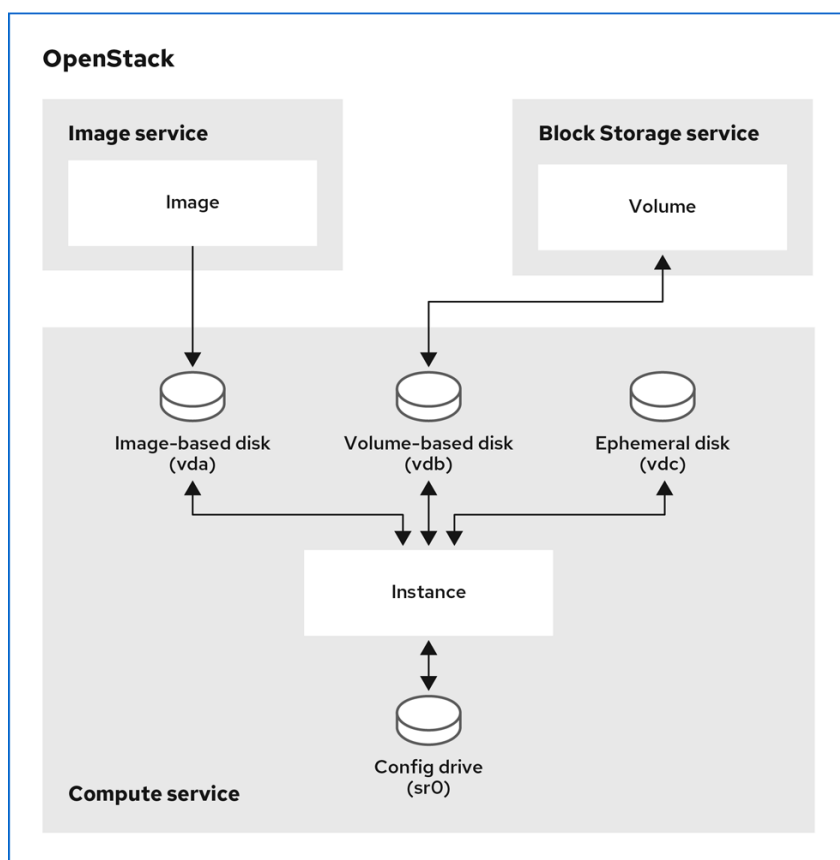 OpenStack
Image service
Block Storage service
Image
Volume
Image-based disk
(vda)
Volume-based disk
(vdb)
Ephemeral disk
(vdc)
Instance
Config drive
(sr0)
Compute service